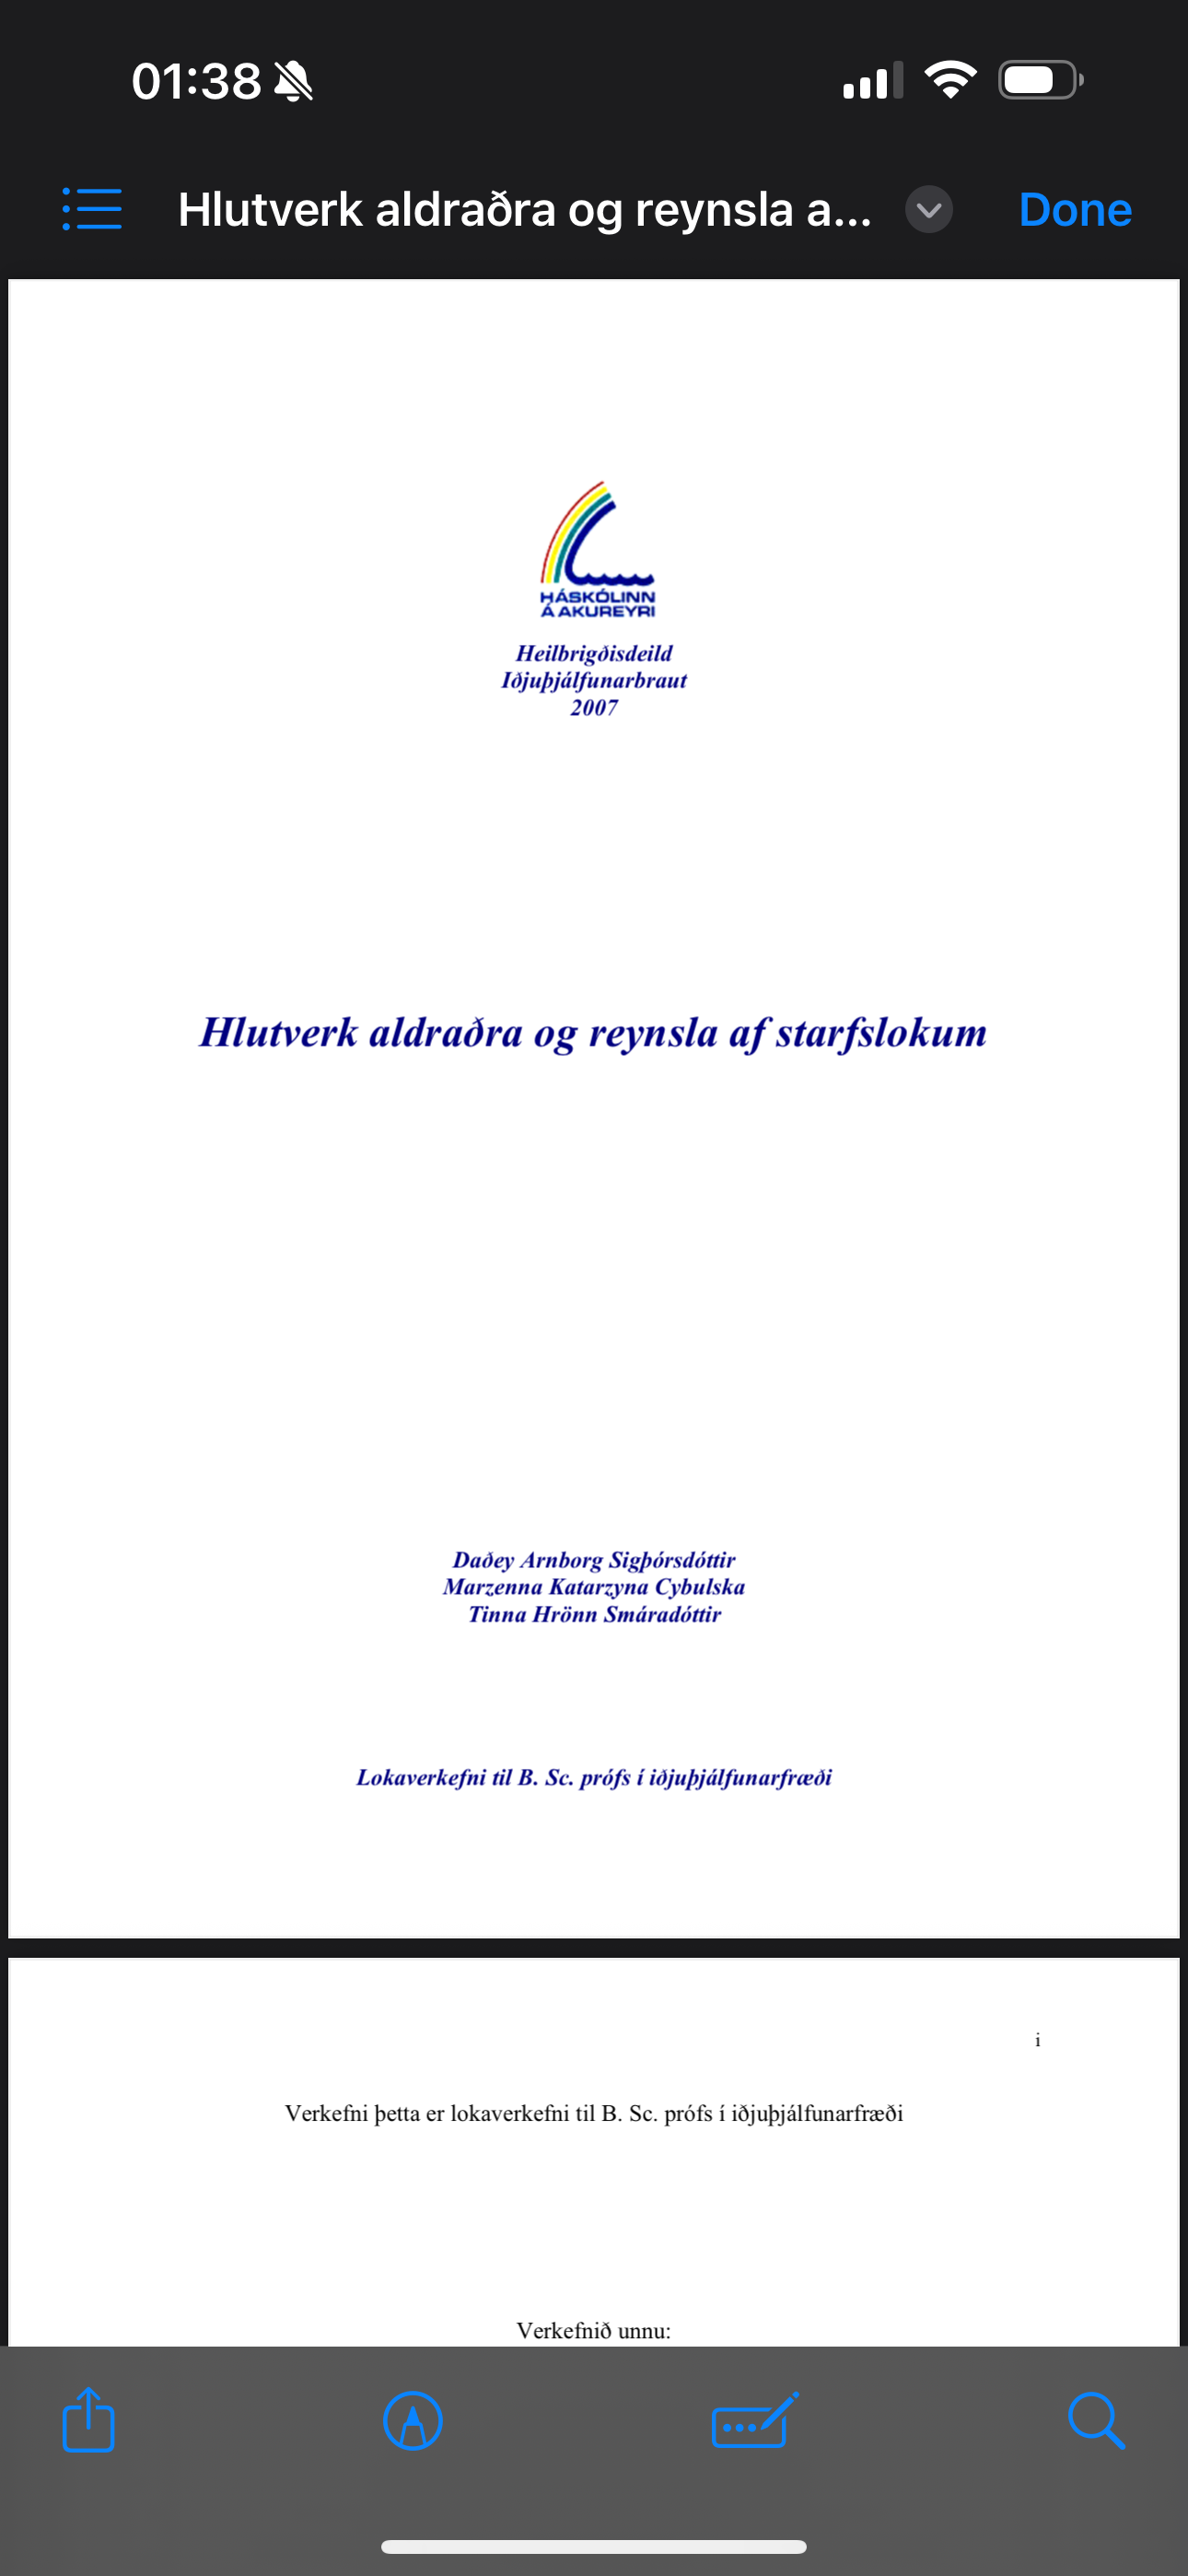 01:38
Hlutverk aldraðra og reynsla a...
Done
HÁSKÓLINN
Á AKUREYRI
Heilbrigðisdeild
Iðjuþjálfunarbraut
2007
Hlutverk aldraðra og reynsla af starfslokum
Daðey Arnborg Sigþórsdóttir
Marzenna Katarzyna Cybulska
Tinna Hrönn Smáradóttir
Lokaverkefni til B. Sc. prófs í iðjuþjálfunarfræði
i
Verkefni þetta er lokaverkefni til B. Sc. prófs í iðjuþjálfunarfræði
Verkefnið unnu: